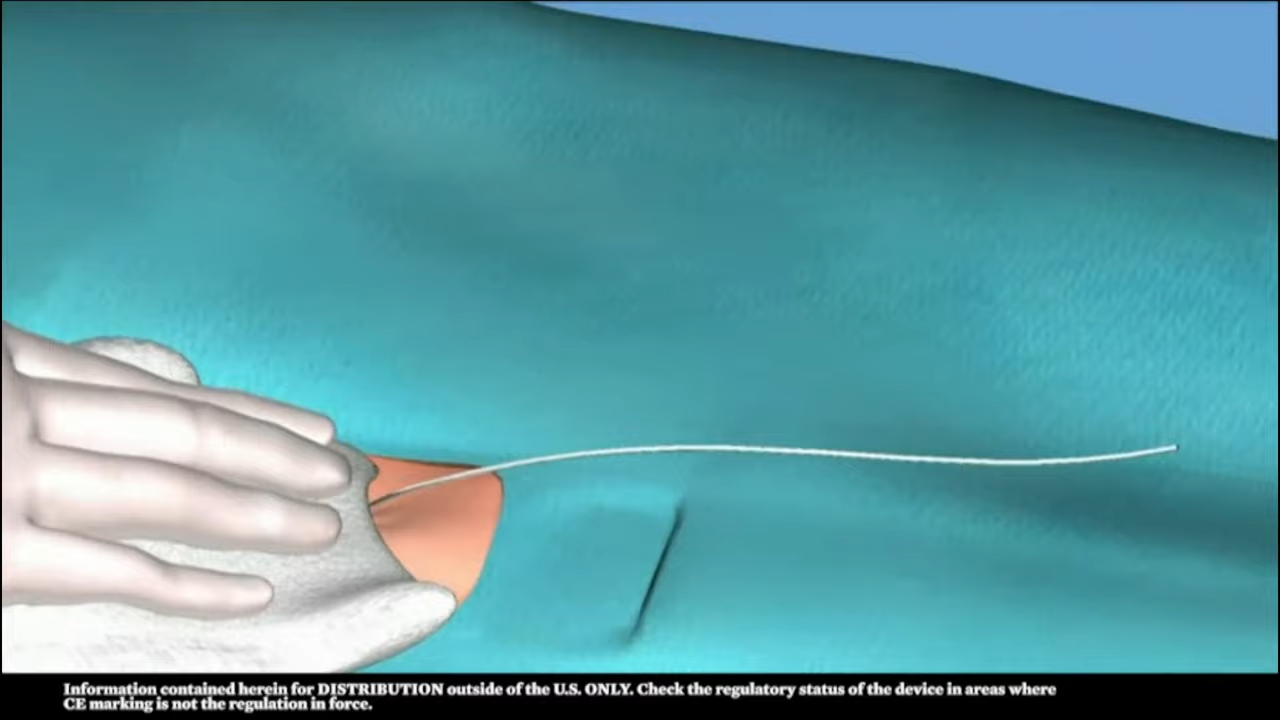 Information contained herein for DISTRIBUTION outside of the U.S. ONLY. Check the regulatory status of the device in areas where
CE marking is not the regulation in force.